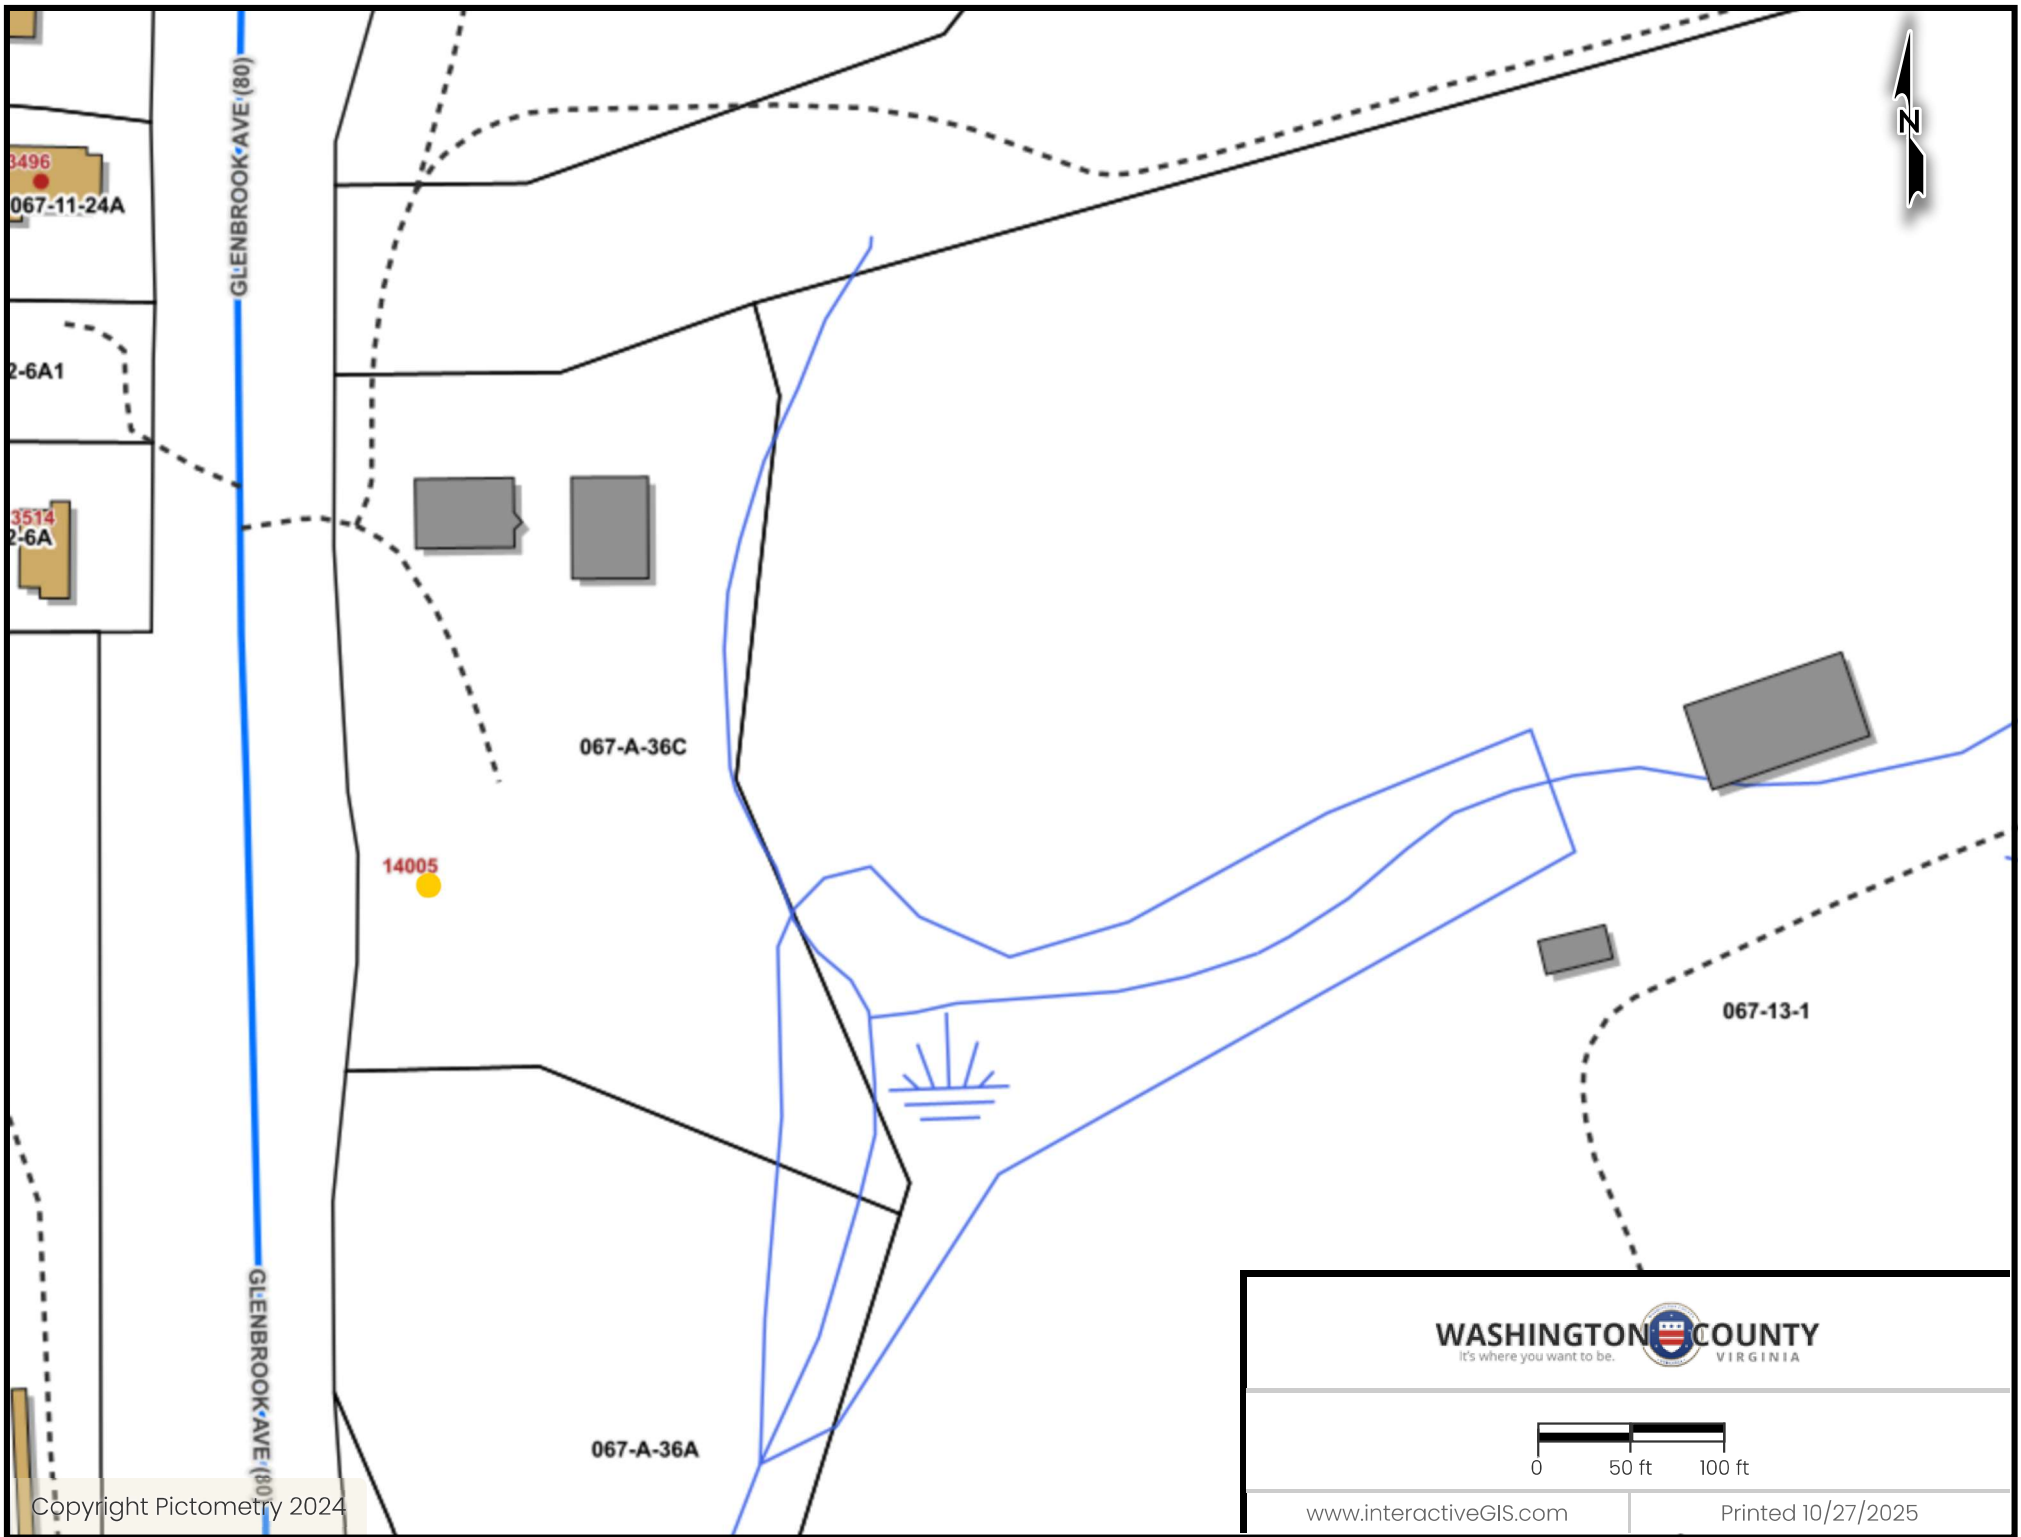 GLENBROOK AVE (80)
N
3496
067-11-24A
2-6A1
3514
2-6A
067-A-36C
14005
067-13-1
GLENBROOK AVE (80)
067-A-36A
WASHINGTON COUNTY
It's where you want to be. VIRGINIA
0 50 ft 100 ft
Copyright Pictometry 2024
www.interactiveGIS.com Printed 10/27/2025